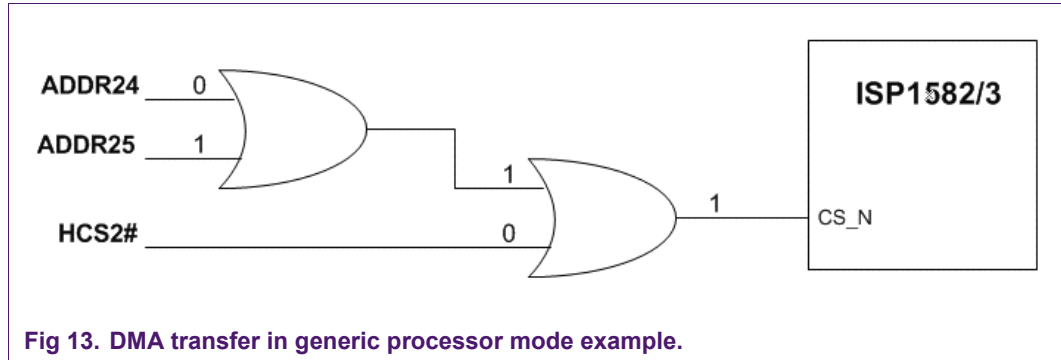 ADDR24
0
ISP1582/3
ADDR25
1
1
1
CS_N
HCS2#
0
Fig 13. DMA transfer in generic processor mode example.